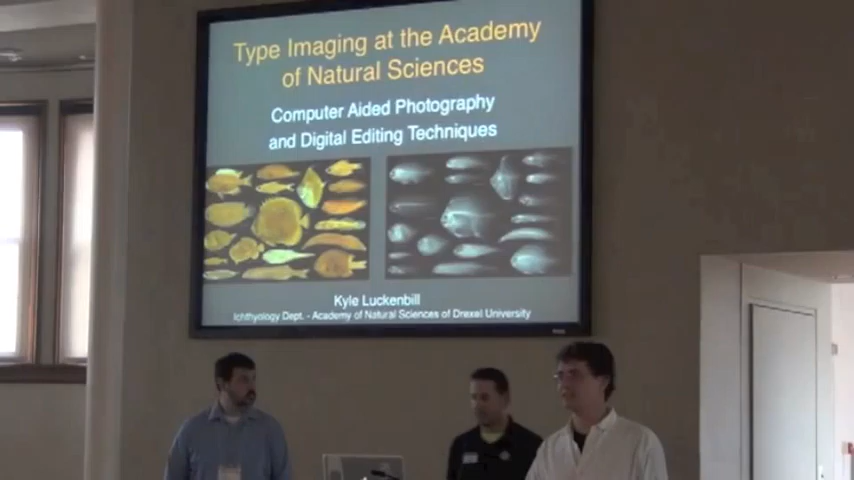 Type Imaging at the Academy
of Natural Sciences
Computer Aided Photography
and Digital Editing Techniques
Kyle Luckenbill
Ichthyology Dept. - Academy of Natural Sciences of Drexel University